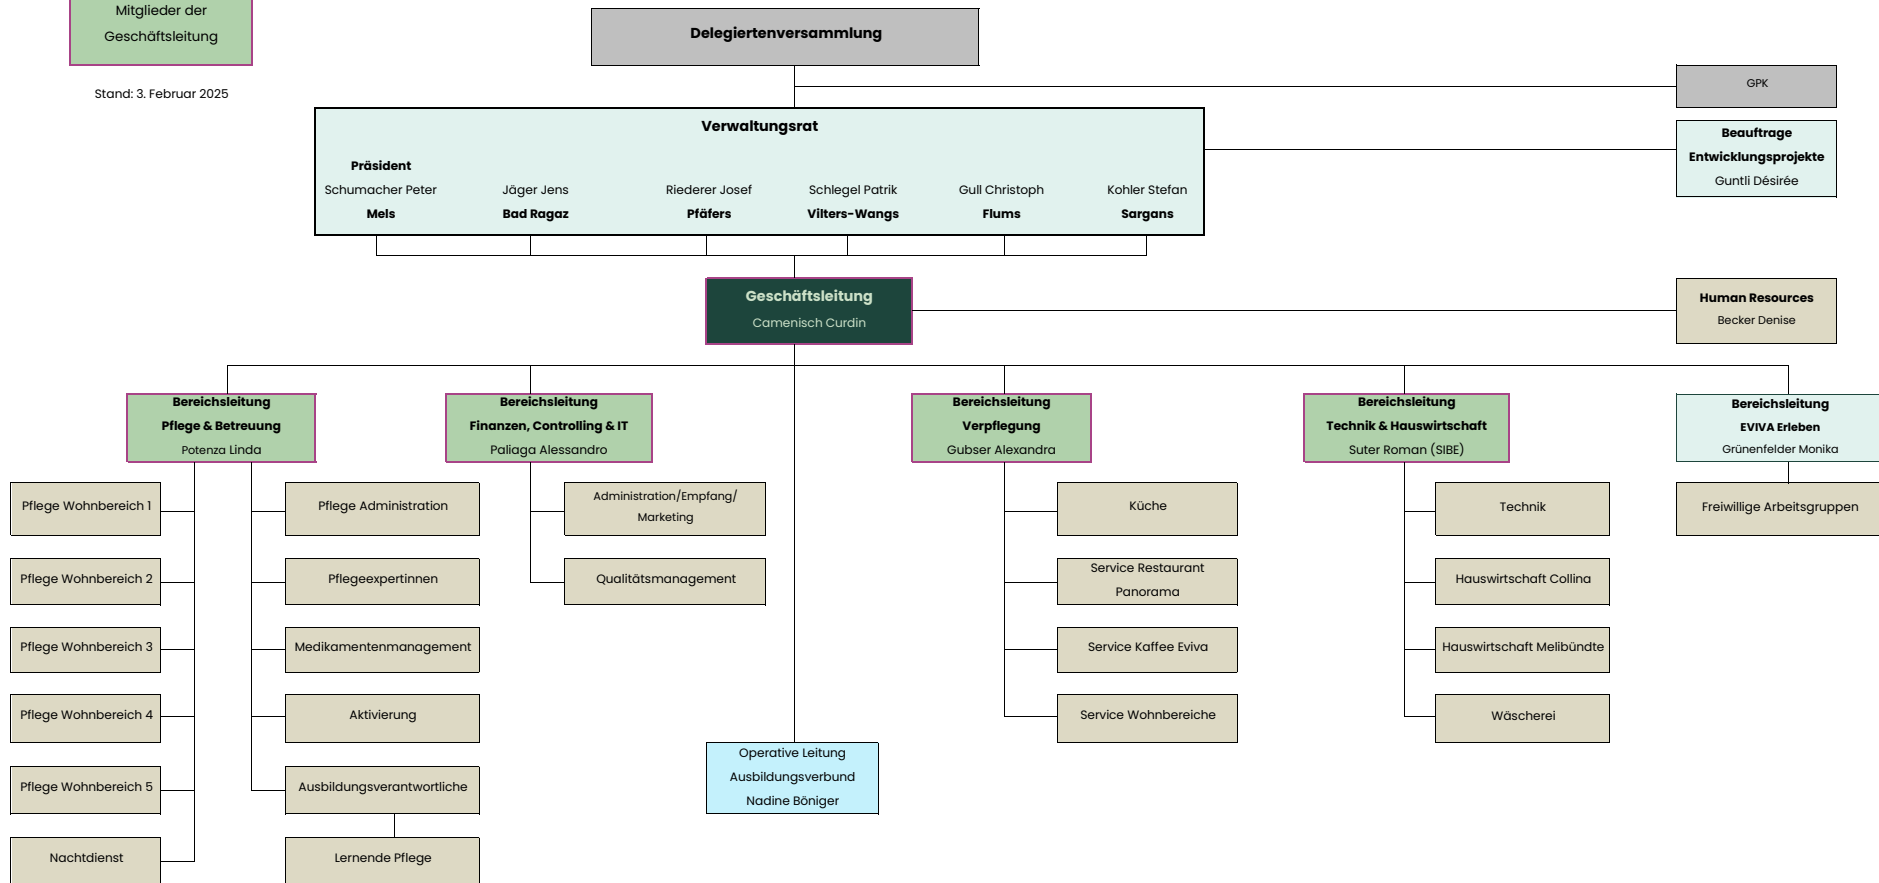 Mitglieder der
Geschäftsleitung
Stand: 3. Februar 2025
Delegiertenversammlung
GPK
Verwaltungsrat
Beauftrage
Entwicklungsprojekte
Guntli Désirée
Präsident
Schumacher Peter
Mels
Jäger Jens
Bad Ragaz
Riederer Josef
Pfäfers
Schlegel Patrik
Vilters-Wangs
Gull Christoph
Flums
Kohler Stefan
Sargans
Geschäftsleitung
Camenisch Curdin
Human Resources
Becker Denise
Bereichsleitung
Pflege & Betreuung
Potenza Linda
Bereichsleitung
Finanzen, Controlling & IT
Paliaga Alessandro
Bereichsleitung
Verpflegung
Gubser Alexandra
Bereichsleitung
Technik & Hauswirtschaft
Suter Roman (SIBE)
Bereichsleitung
EVIVA Erleben
Grünenfelder Monika
Pflege Wohnbereich 1
Pflege Wohnbereich 2
Pflege Wohnbereich 3
Pflege Wohnbereich 4
Pflege Wohnbereich 5
Nachtdienst
Pflege Administration
Pflegeexpertinnen
Medikamentenmanagement
Aktivierung
Ausbildungsverantwortliche
Lernende Pflege
Administration/Empfang/
Marketing
Qualitätsmanagement
Operative Leitung
Ausbildungsverbund
Nadine Böniger
Küche
Service Restaurant
Panorama
Service Kaffee Eviva
Service Wohnbereiche
Technik
Hauswirtschaft Collina
Hauswirtschaft Melibündte
Wäscherei
Freiwillige Arbeitsgruppen